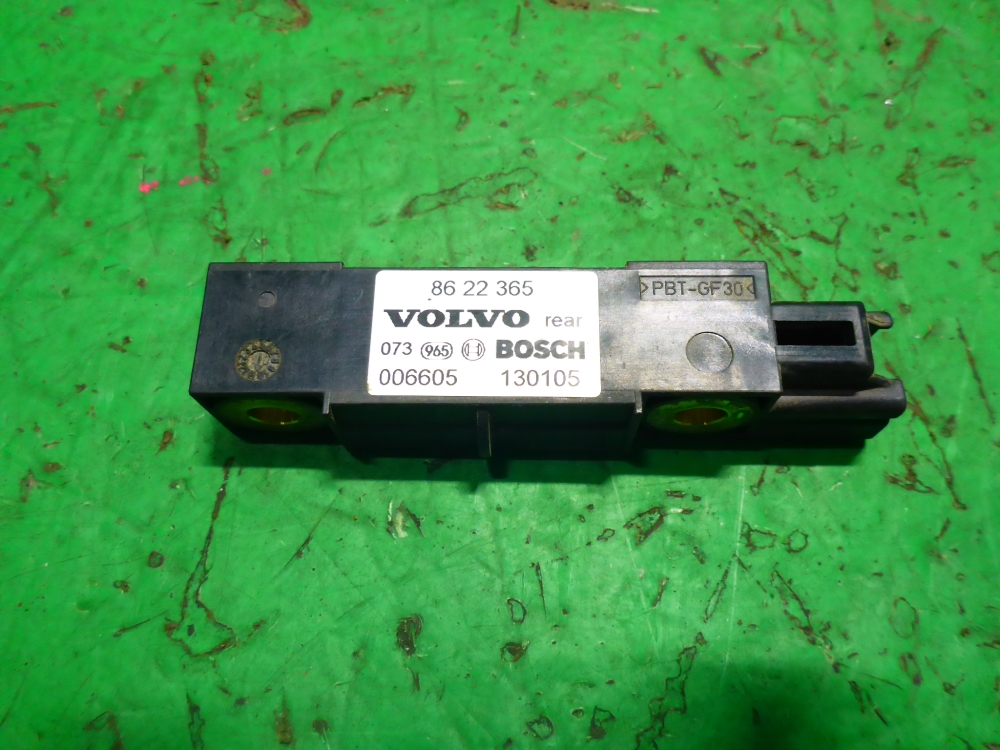 86 22 365
VOLVO rear
073 965 BOSCH
006605 130105
>PBT-GF30<